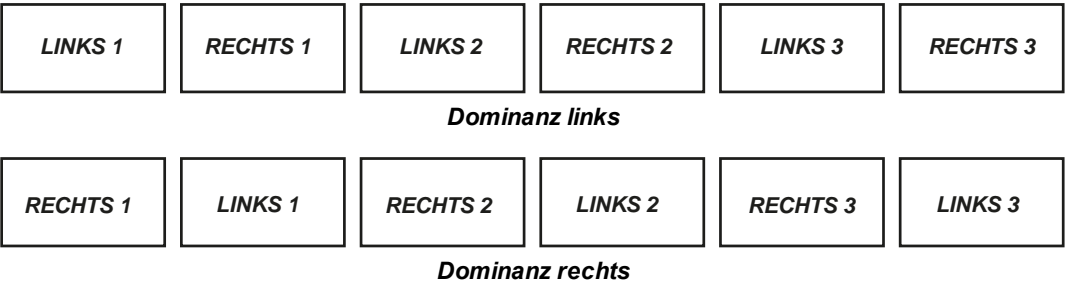 LINKS 1 RECHTS 1 LINKS 2 RECHTS 2 LINKS 3 RECHTS 3
Dominanz links
RECHTS 1 LINKS 1 RECHTS 2 LINKS 2 RECHTS 3 LINKS 3
Dominanz rechts